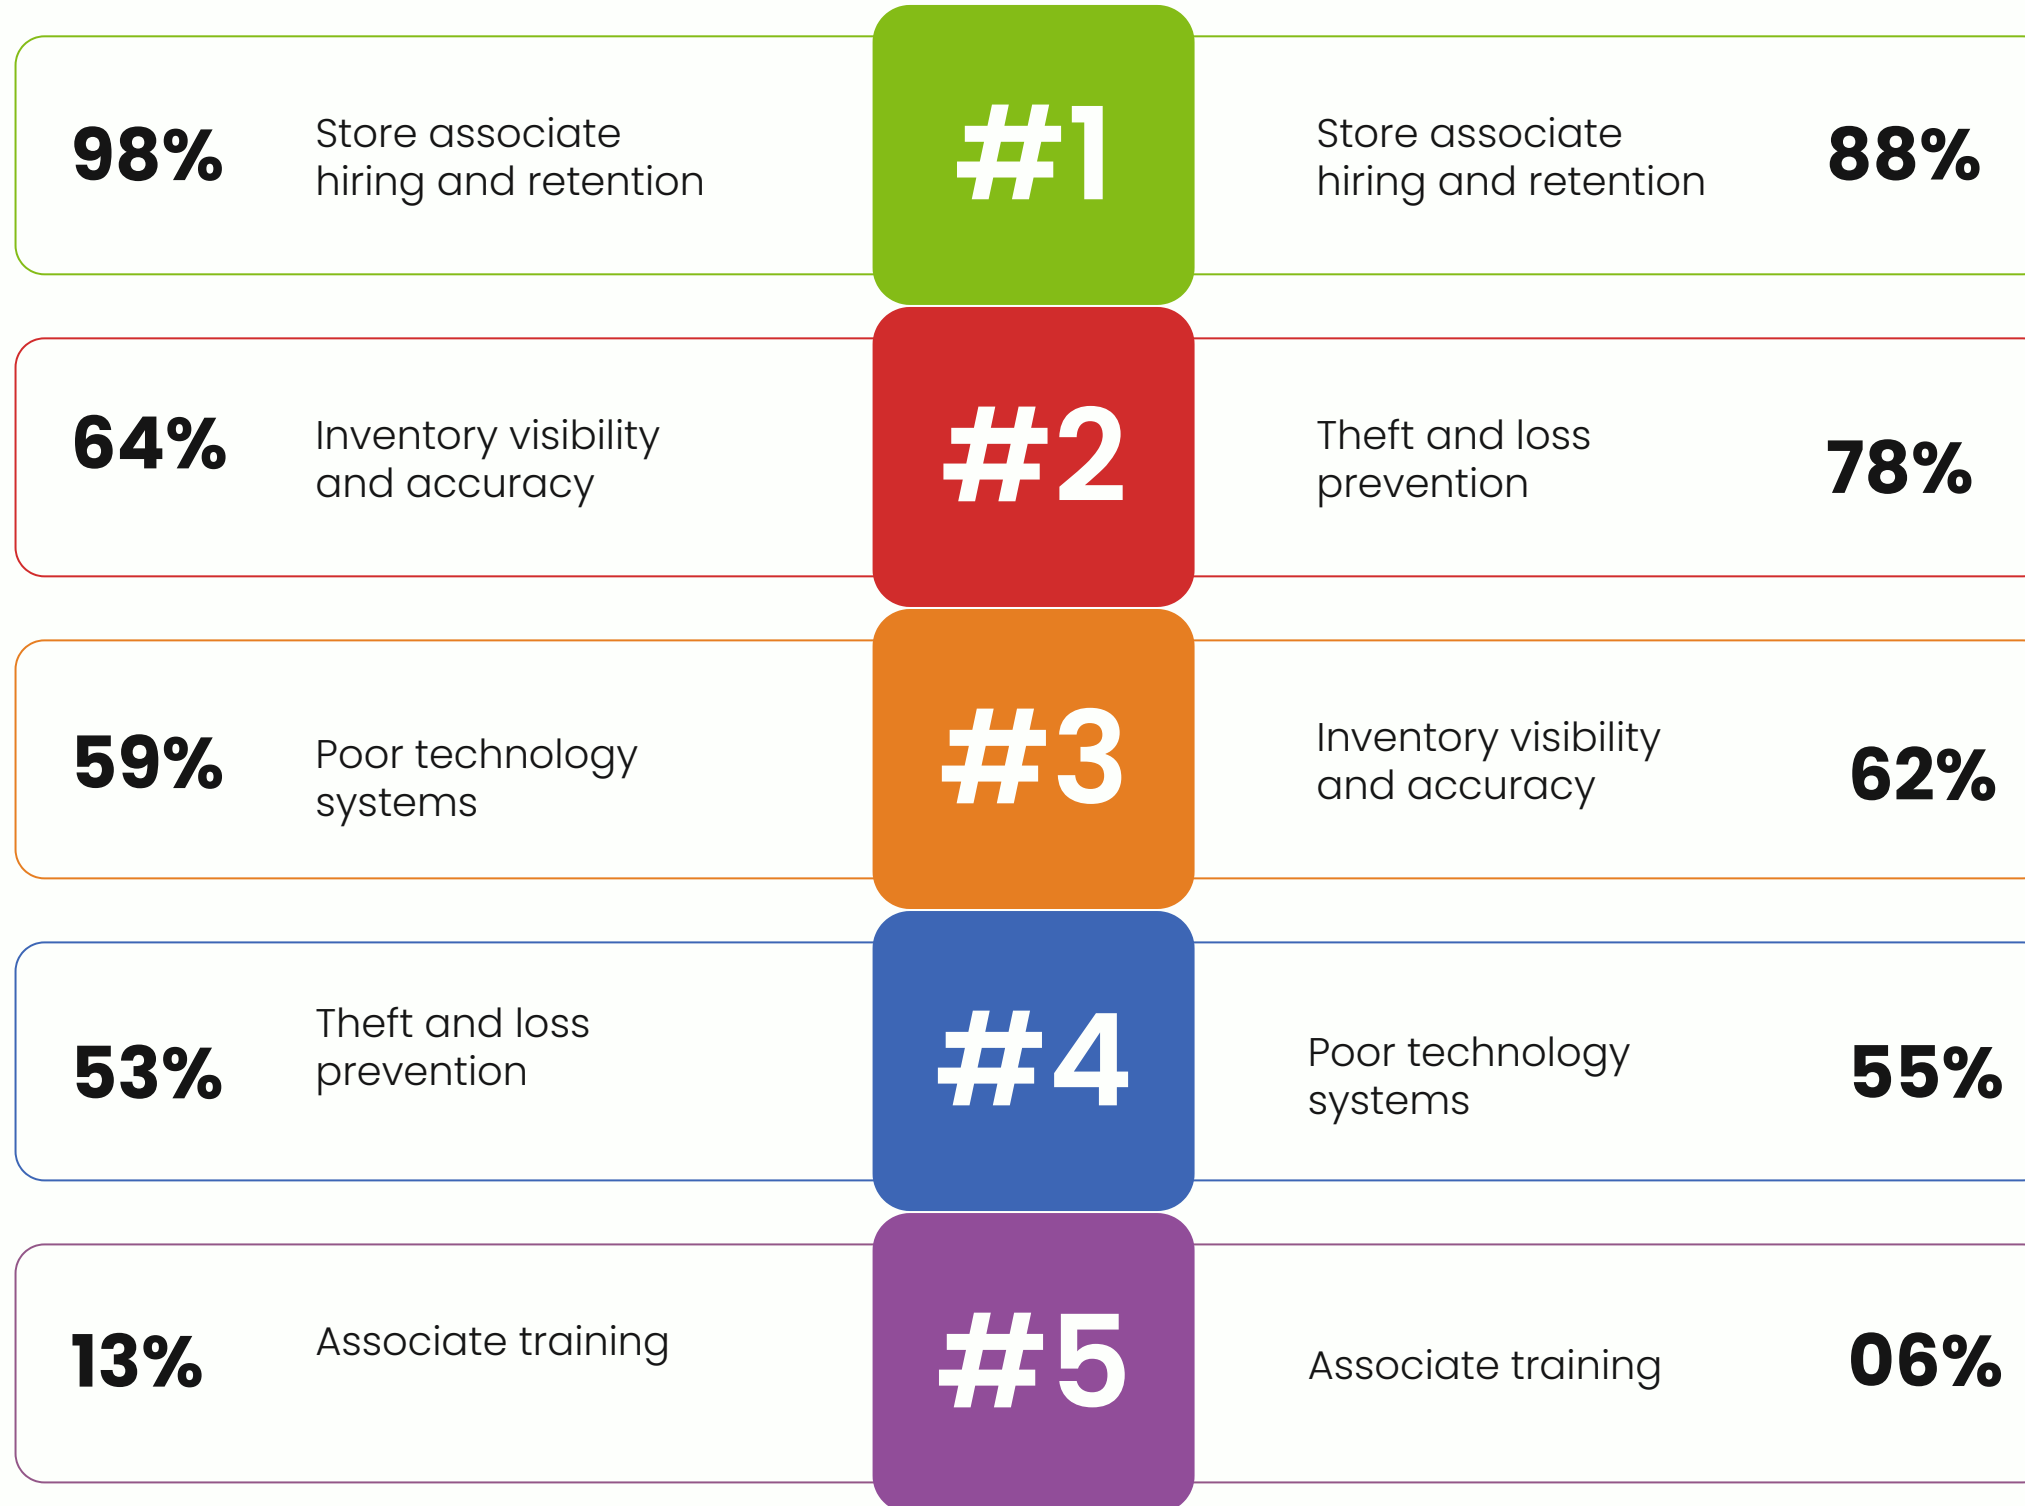 98%
Store associate
hiring and retention
#1
Store associate
hiring and retention
88%
64%
Inventory visibility
and accuracy
#2
Theft and loss
prevention
78%
59%
Poor technology
systems
#3
Inventory visibility
and accuracy
62%
53%
Theft and loss
prevention
#4
Poor technology
systems
55%
13%
Associate training
#5
Associate training
06%